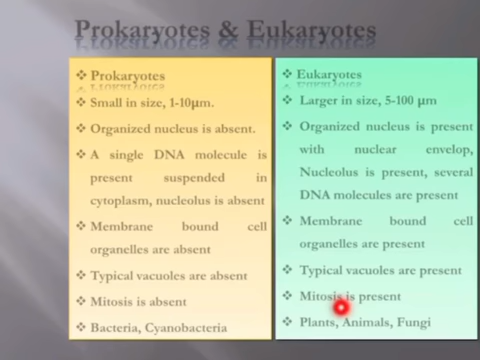 Prokaryotes & Eukaryotes
❖ Prokaryotes
❖ Small in size, 1-10μm.
❖ Organized nucleus is absent.
❖ A single DNA molecule is
present suspended in
cytoplasm, nucleolus is absent
❖ Membrane bound cell
organelles are absent
❖ Typical vacuoles are absent
❖ Mitosis is absent
❖ Bacteria, Cyanobacteria
❖ Eukaryotes
❖ Larger in size, 5-100 μm
❖ Organized nucleus is present
with nuclear envelop,
Nucleolus is present, several
DNA molecules are present
❖ Membrane bound cell
organelles are present
❖ Typical vacuoles are present
❖ Mitosis is present
❖ Plants, Animals, Fungi